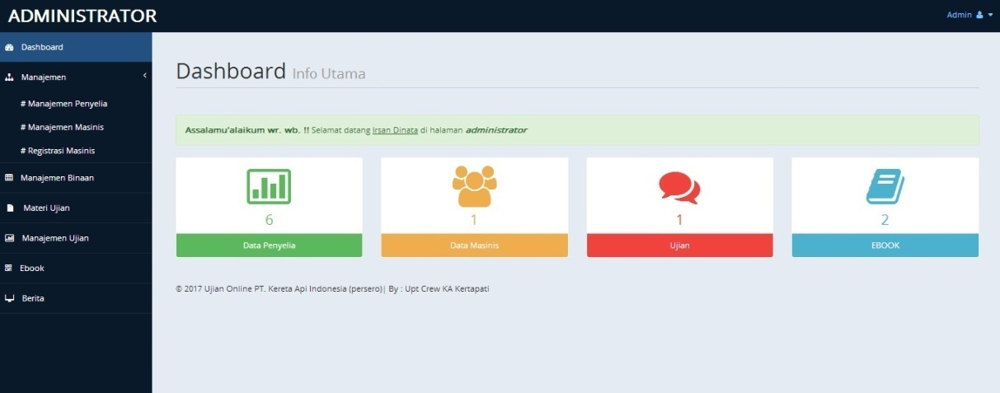 ADMINISTRATOR
Admin
Dashboard
Manajemen
# Manajemen Penyelia
# Manajemen Masinis
# Registrasi Masinis
Manajemen Binaan
Materi Ujian
Manajemen Ujian
Ebook
Berita
Dashboard Info Utama
Assalamu'alaikum wr. wb. !! Selamat datang Irsan Dinata di halaman administrator
6
Data Penyelia
1
Data Masinis
1
Ujian
2
EBOOK
© 2017 Ujian Online PT. Kereta Api Indonesia (persero)| By : Upt Crew KA Kertapati